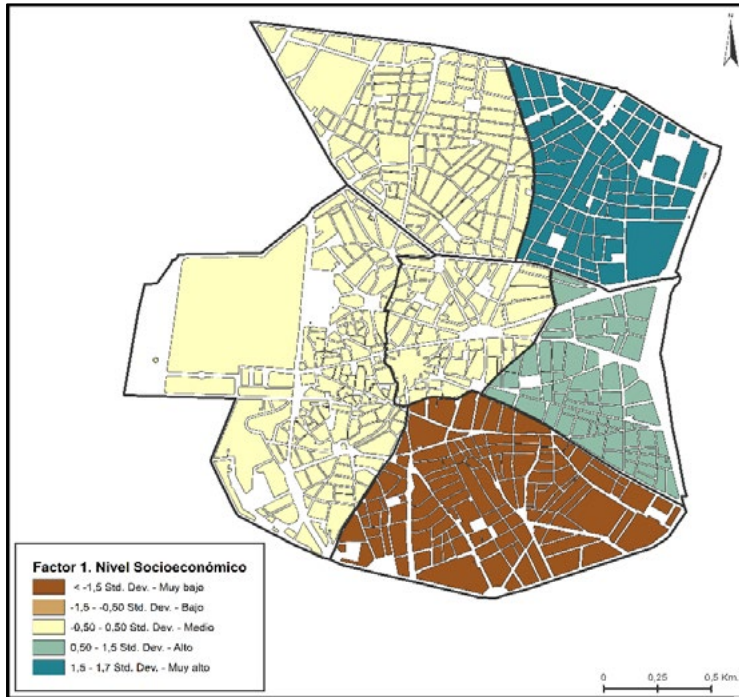 N
Factor 1. Nivel Socioeconómico
< -1,5 Std. Dev. - Muy bajo
-1,5 - -0,50 Std. Dev. - Bajo
-0,50 - 0,50 Std. Dev. - Medio
0,50 - 1,5 Std. Dev. - Alto
1,5 - 1,7 Std. Dev. - Muy alto
0 0,25 0,5 Km.